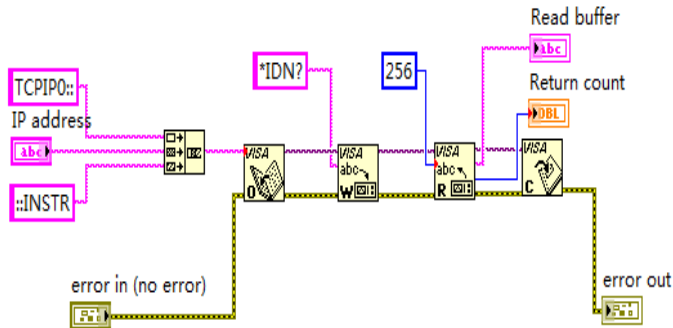 Read buffer
abc
TCPIP0::
*IDN?
256
Return count
DBL
IP address
abc
VISA
O
VISA
abc
W
VISA
abc
R
C
::INSTR
error in (no error)
error out